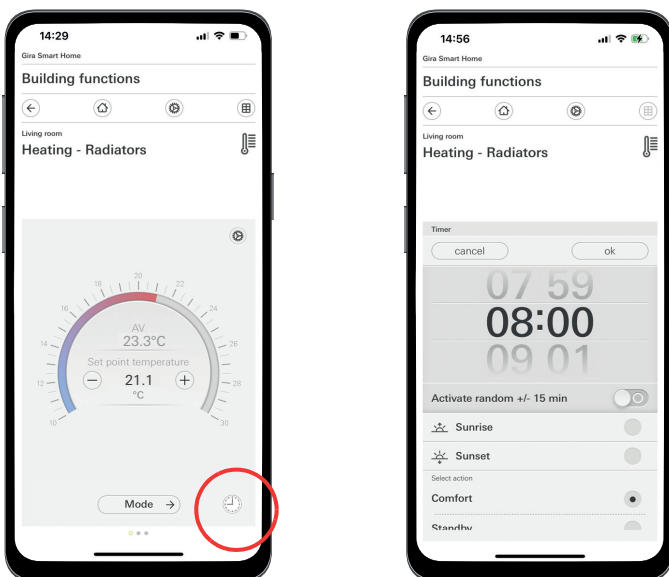 14:29
Gira Smart Home
Building functions
Living room
Heating - Radiators
20
18
22
16
24
AV
23.3°C
14
26
Set point temperature
21.1
°C
12
28
10
30
Mode
14:56
Gira Smart Home
Building functions
Living room
Heating - Radiators
Timer
cancel
ok
07 59
08:00
09 01
Activate random +/- 15 min
Sunrise
Sunset
Select action
Comfort
Standby